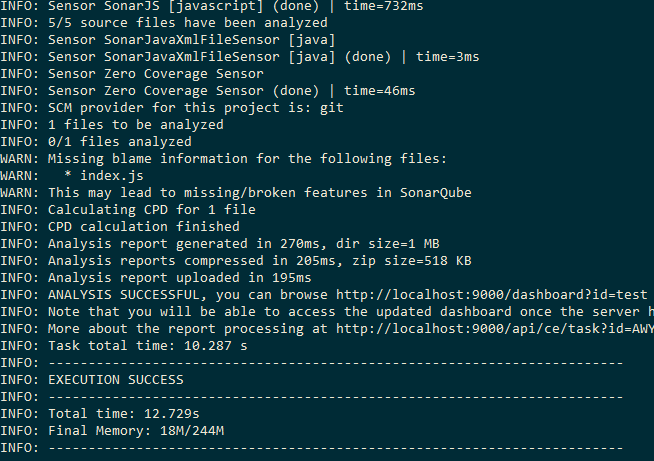 INFO: Sensor SonarJS [javascript] (done) | time=732ms
INFO: 5/5 source files have been analyzed
INFO: Sensor SonarJavaXmlFileSensor [java]
INFO: Sensor SonarJavaXmlFileSensor [java] (done) | time=3ms
INFO: Sensor Zero Coverage Sensor
INFO: Sensor Zero Coverage Sensor (done) | time=46ms
INFO: SCM provider for this project is: git
INFO: 1 files to be analyzed
INFO: 0/1 files analyzed
WARN: Missing blame information for the following files:
WARN:   * index.js
WARN: This may lead to missing/broken features in SonarQube
INFO: Calculating CPD for 1 file
INFO: CPD calculation finished
INFO: Analysis report generated in 270ms, dir size=1 MB
INFO: Analysis reports compressed in 205ms, zip size=518 KB
INFO: Analysis report uploaded in 195ms
INFO: ANALYSIS SUCCESSFUL, you can browse http://localhost:9000/dashboard?id=test
INFO: Note that you will be able to access the updated dashboard once the server h
INFO: More about the report processing at http://localhost:9000/api/ce/task?id=AWY
INFO: Task total time: 10.287 s
INFO: ------------------------------------------------------------------------
INFO: EXECUTION SUCCESS
INFO: ------------------------------------------------------------------------
INFO: Total time: 12.729s
INFO: Final Memory: 18M/244M
INFO: ------------------------------------------------------------------------